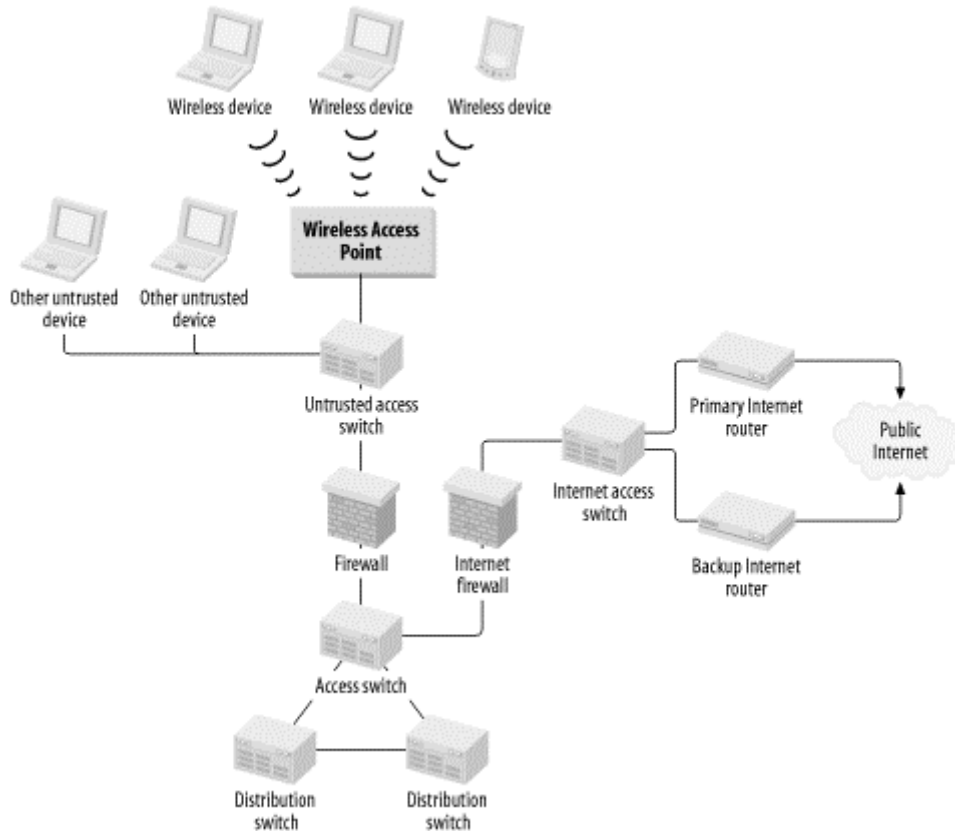 Wireless device
Wireless device
Wireless device
Wireless Access
Point
Other untrusted
device
Other untrusted
device
Untrusted access
switch
Primary Internet
router
Public
Internet
Internet access
switch
Firewall
Internet
firewall
Backup Internet
router
Access switch
Distribution
switch
Distribution
switch